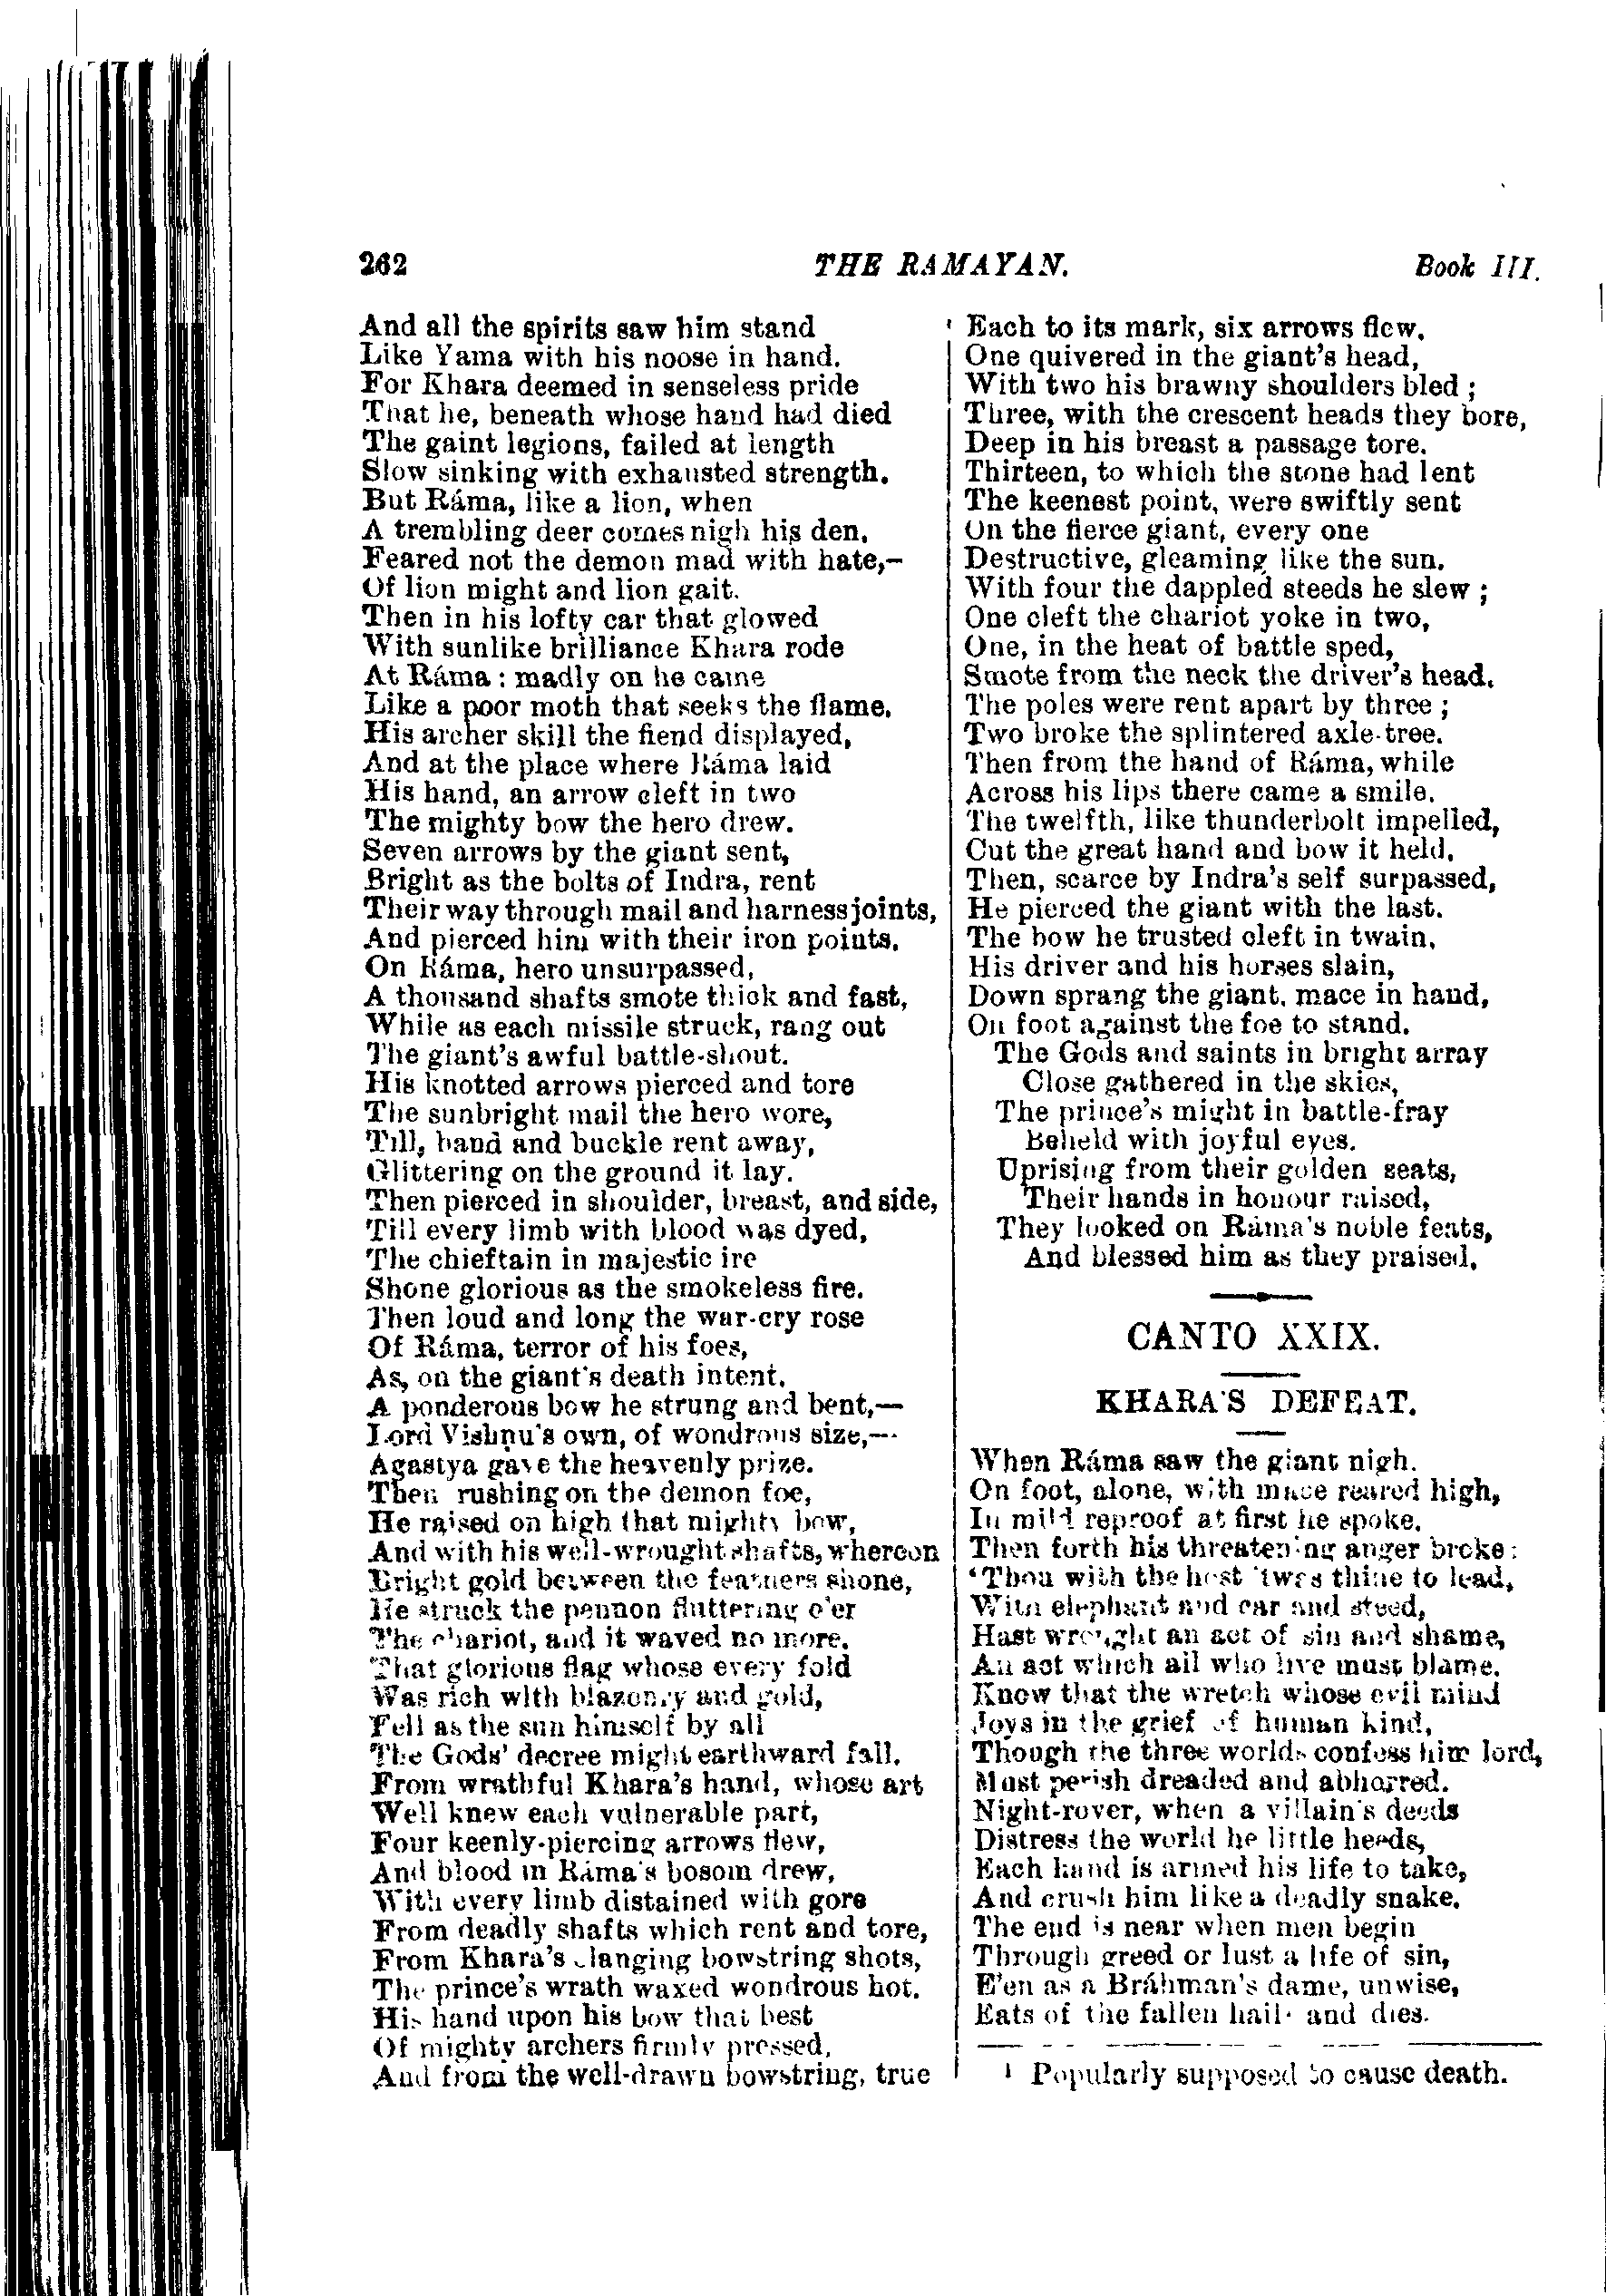 262 THE RAMAYAN. Book III.
And all the spirits saw him stand
Like Yama with his noose in hand.
For Khara deemed in senseless pride
That he, beneath whose hand had died
The gaint legions, failed at length
Slow sinking with exhausted strength.
But Ráma, like a lion, when
A trembling deer comes nigh his den,
Feared not the demon mad with hate,—
Of lion might and lion gait.
Then in his lofty car that glowed
With sunlike brilliance Khara rode
At Ráma : madly on he came
Like a poor moth that seeks the flame.
His archer skill the fiend displayed,
And at the place where Ráma laid
His hand, an arrow cleft in two
The mighty bow the hero drew.
Seven arrows by the giant sent,
Bright as the bolts of Indra, rent
Their way through mail and harness joints,
And pierced him with their iron points.
On Ráma, hero unsurpassed,
A thousand shafts smote thick and fast,
While as each missile struck, rang out
The giant's awful battle-shout.
His knotted arrows pierced and tore
The sunbright mail the hero wore,
Till, band and buckle rent away,
Glittering on the ground it lay.
Then pierced in shoulder, breast, and side,
Till every limb with blood was dyed,
The chieftain in majestic ire
Shone glorious as the smokeless fire.
Then loud and long the war-cry rose
Of Ráma, terror of his foes,
As, on the giant's death intent,
A ponderous bow he strung and bent,—
Lord Vishṇu's own, of wondrous size,—
Agastya gave the heavenly prize.
Then rushing on the demon foe,
He raised on high that mighty bow,
And with his well-wrought shafts, whereon
Bright gold between the feathers shone,
He struck the pennon fluttering o'er
The chariot, and it waved no more.
That glorious flag whose every fold
Was rich with blazonry and gold,
Fell as the sun himself by all
The Gods' decree might earthward fall.
From wrathful Khara's hand, whose art
Well knew each vulnerable part,
Four keenly-piercing arrows flew,
And blood in Ráma's bosom drew,
With every limb distained with gore
From deadly shafts which rent and tore,
From Khara's clanging bowstring shots,
The prince's wrath waxed wondrous hot.
His hand upon his bow that best
Of mighty archers firmly pressed,
And from the well-drawn bowstring, true
Each to its mark, six arrows flew.
One quivered in the giant's head,
With two his brawny shoulders bled ;
Three, with the crescent heads they bore,
Deep in his breast a passage tore.
Thirteen, to which the stone had lent
The keenest point, were swiftly sent
On the fierce giant, every one
Destructive, gleaming like the sun.
With four the dappled steeds he slew ;
One cleft the chariot yoke in two,
One, in the heat of battle sped,
Smote from the neck the driver's head.
The poles were rent apart by three ;
Two broke the splintered axle-tree.
Then from the hand of Ráma, while
Across his lips there came a smile,
The twelfth, like thunderbolt impelled,
Cut the great hand and bow it held.
Then, scarce by Indra's self surpassed,
He pierced the giant with the last.
The bow he trusted cleft in twain,
His driver and his horses slain,
Down sprang the giant, mace in hand,
On foot against the foe to stand.
The Gods and saints in bright array
Close gathered in the skies,
The prince's might in battle-fray
Beheld with joyful eyes.
Uprising from their golden seats,
Their hands in honour raised,
They looked on Ráma's noble feats,
And blessed him as they praised.
CANTO XXIX.
KHARA'S DEFEAT.
When Ráma saw the giant nigh.
On foot, alone, with mace reared high,
In mild reproof at first he spoke,
Then forth his threatening anger broke:
'Thou with the host 'twas thine to lead,
With elephant and car and steed,
Hast wrought an act of sin and shame,
An act which all who live must blame.
Know that the wretch whose evil mind
Joys in the grief of human kind,
Though the three worlds confess him lord,
Must perish dreaded and abhorred.
Night-rover, when a villain's deeds
Distress the world he little heeds,
Each hand is armed his life to take,
And crush him like a deadly snake.
The end is near when men begin
Through greed or lust a life of sin,
E'en as a Bráhman's dame, unwise,
Eats of the fallen hail¹ and dies.
¹ Popularly supposed to cause death.